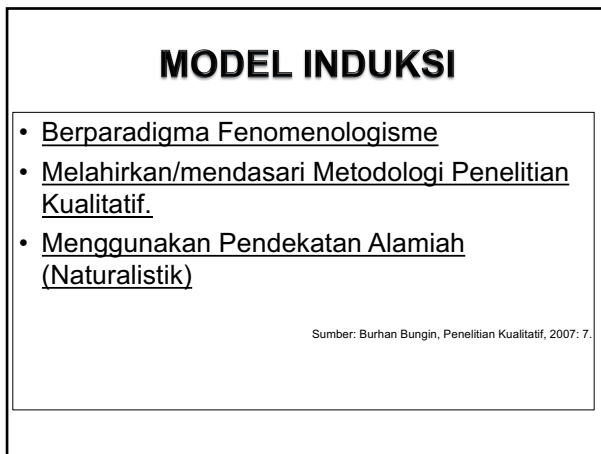 MODEL INDUKSI
• Berparadigma Fenomenologisme
• Melahirkan/mendasari Metodologi Penelitian
Kualitatif.
• Menggunakan Pendekatan Alamiah
(Naturalistik)
Sumber: Burhan Bungin, Penelitian Kualitatif, 2007: 7.